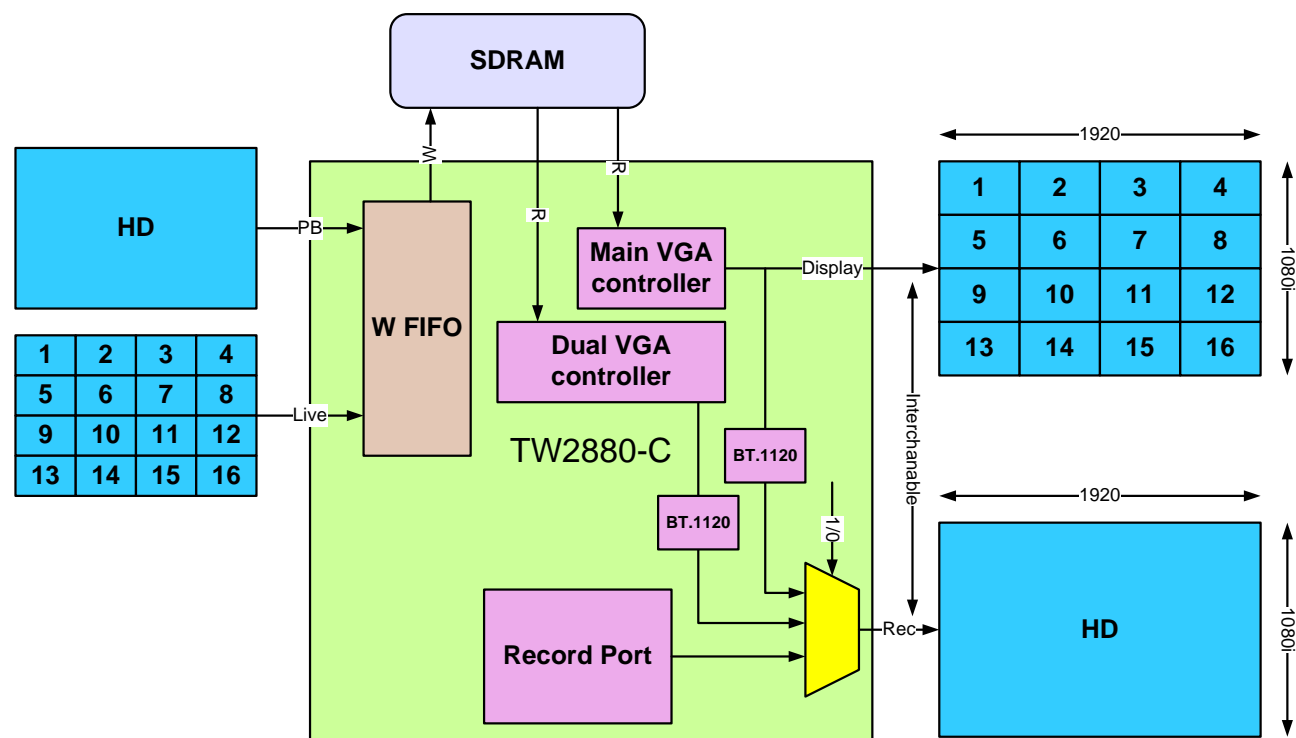 SDRAM
HD
PB
1 2 3 4
5 6 7 8
9 10 11 12
13 14 15 16
Live
W FIFO
W
R
R
Main VGA
controller
Dual VGA
controller
TW2880-C
BT.1120
BT.1120
1/0
Record Port
Display
Rec
Interchanable
1920
1080i
1 2 3 4
5 6 7 8
9 10 11 12
13 14 15 16
1920
1080i
HD